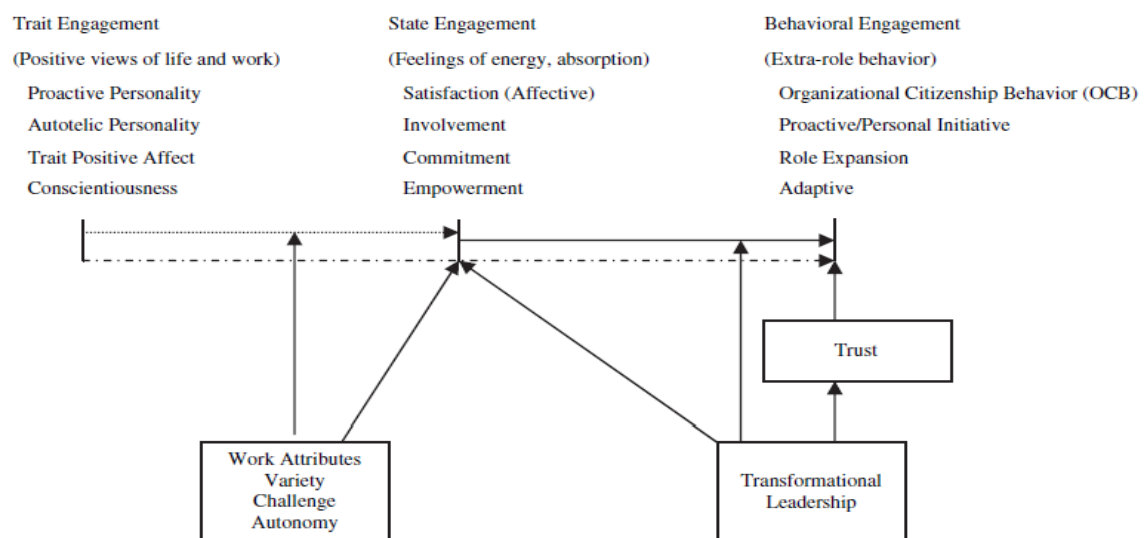 Trait Engagement
(Positive views of life and work)
Proactive Personality
Autotelic Personality
Trait Positive Affect
Conscientiousness
State Engagement
(Feelings of energy, absorption)
Satisfaction (Affective)
Involvement
Commitment
Empowerment
Behavioral Engagement
(Extra-role behavior)
Organizational Citizenship Behavior (OCB)
Proactive/Personal Initiative
Role Expansion
Adaptive
Trust
Work Attributes
Variety
Challenge
Autonomy
Transformational
Leadership